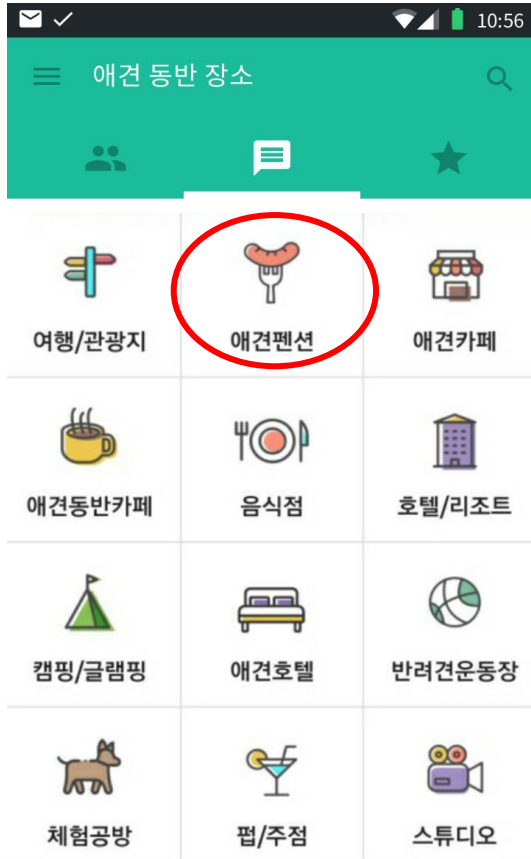 10:56
애견 동반 장소
여행/관광지 애견펜션 애견카페
애견동반카페 음식점 호텔/리조트
캠핑/글램핑 애견호텔 반려견운동장
체험공방 펍/주점 스튜디오